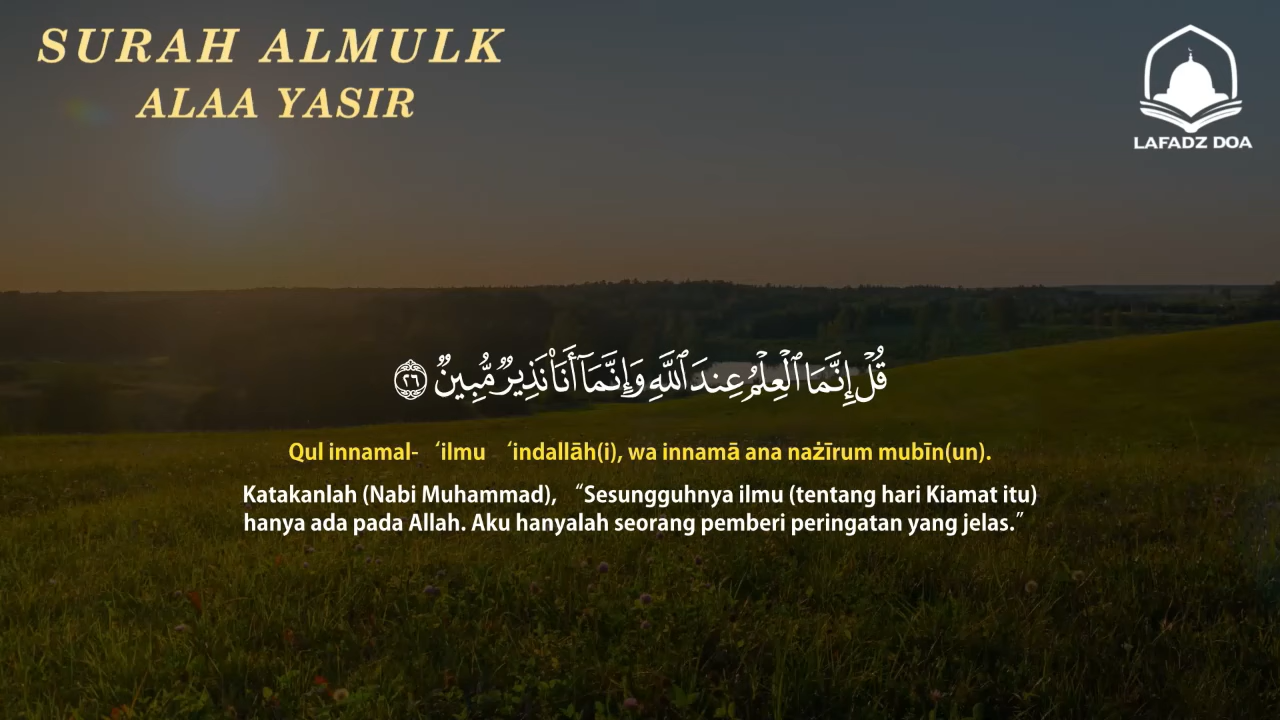 SURAH ALMULK
ALAA YASIR
LAFADZ DOA
قُلْ إِنَّمَا ٱلْعِلْمُ عِندَ ٱللَّهِ وَإِنَّمَآ أَنَا۠ نَذِيرٌ مُّبِينٌ ٢٦
Qul innamal- ‘ilmu ‘indallāh(i), wa innamā ana nażīrum mubīn(un).
Katakanlah (Nabi Muhammad), “Sesungguhnya ilmu (tentang hari Kiamat itu)
hanya ada pada Allah. Aku hanyalah seorang pemberi peringatan yang jelas.”